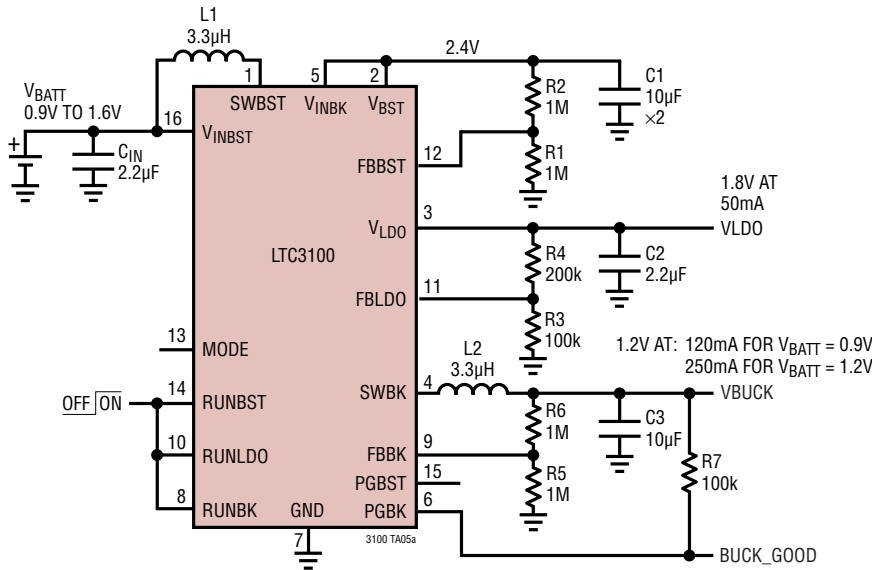 L1
3.3µH
2.4V
1
5
2
SWBST
VINBK
VBST
VBATT
0.9V TO 1.6V
16
VINBST
+
CIN
2.2µF
R2
1M
C1
10µF
×2
12
FBBST
R1
1M
1.8V AT
50mA
3
VLDO
VLDO
LTC3100
R4
200k
C2
2.2µF
11
FBLDO
R3
100k
13
MODE
1.2V AT: 120mA FOR VBATT = 0.9V
250mA FOR VBATT = 1.2V
L2
3.3µH
14
OFF ON
RUNBST
SWBK
4
VBUCK
R6
1M
C3
10µF
10
RUNLDO
FBBK
9
R7
100k
PGBST
15
R5
1M
8
RUNBK
GND
PGBK
6
7
3100 TA05a
BUCK_GOOD